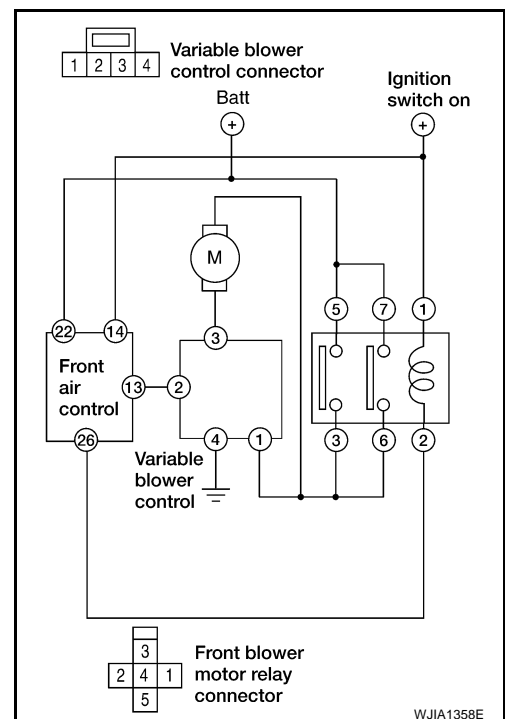 Variable blower
control connector
1 2 3 4
Batt
Ignition
switch on
+
+
M
5 7 1
22 14
3
Front
air
control
13
2
26
4 1
3 6 2
Variable
blower
control
3
2 4 1
5
Front blower
motor relay
connector
WJIA1358E